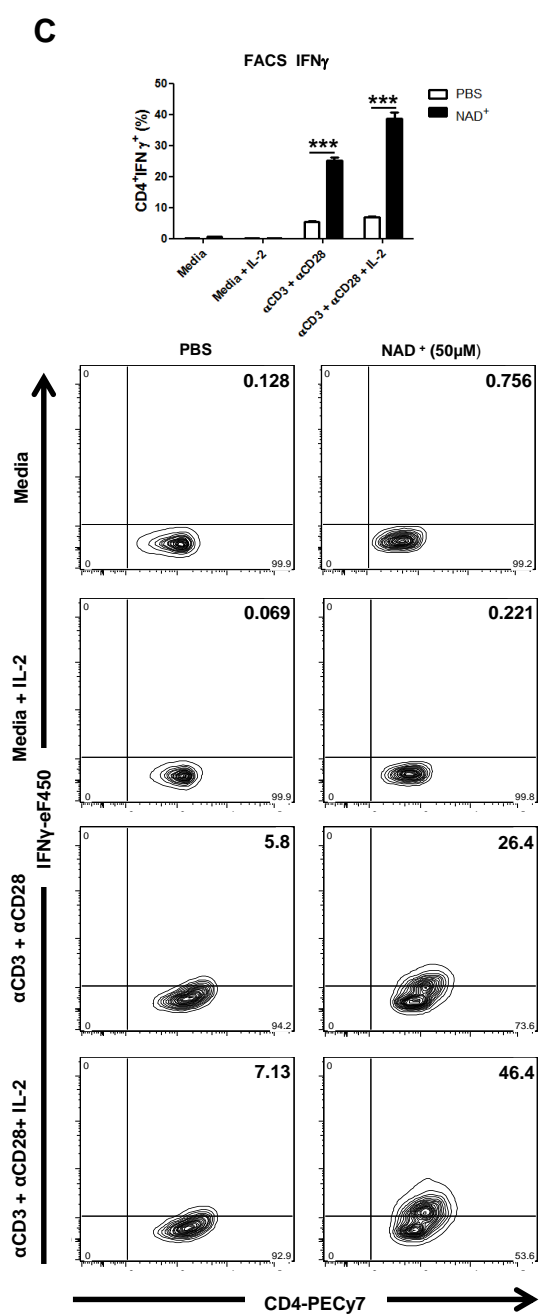 C
FACS IFNγ
CD4⁺IFN γ⁺ (%)
50
40
30
20
10
0
PBS
NAD⁺
***
***
Media
Media + IL-2
αCD3 + αCD28
αCD3 + αCD28 + IL-2
PBS
NAD ⁺ (50µM)
Media
0
0.128
0
99.9
0
0.756
0
99.2
Media + IL-2
0
0.069
0
99.9
0
0.221
0
99.8
IFNγ-eF450
αCD3 + αCD28
0
5.8
0
94.2
0
26.4
0
73.6
αCD3 + αCD28+ IL-2
0
7.13
0
92.9
0
46.4
0
53.6
CD4-PECy7